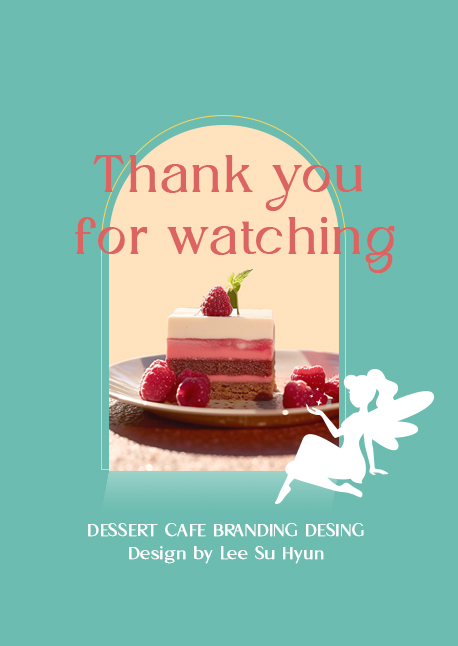 Thank you
for watching
DESSERT CAFE BRANDING DESING
Design by Lee Su Hyun